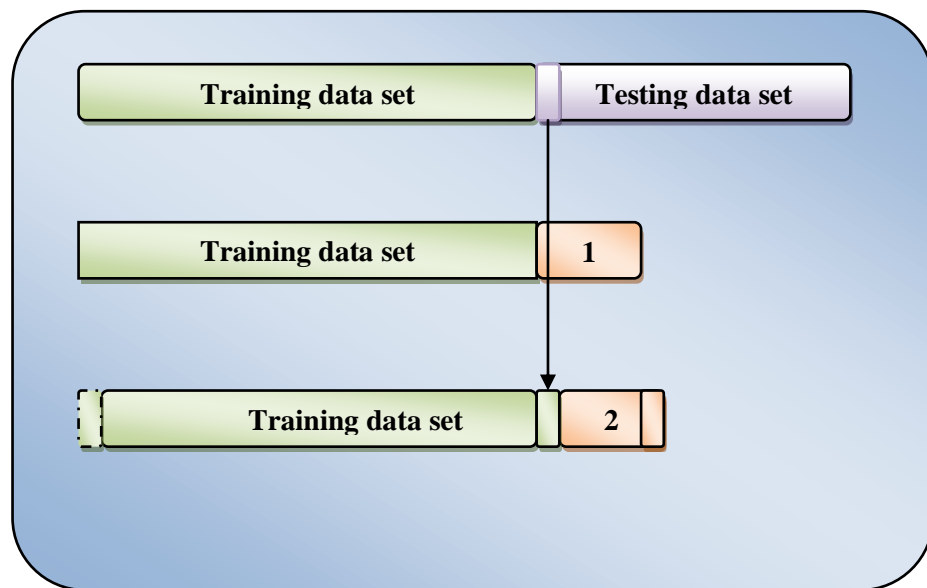 Training data set Testing data set
Training data set 1
Training data set 2